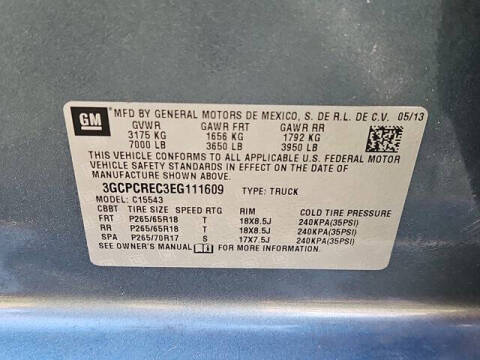 GM MFD BY GENERAL MOTORS DE MEXICO, S. DE R.L. DE C.V. 05/13
GVWR GAWR FRT GAWR RR
3175 KG 1656 KG 1792 KG
7000 LB 3650 LB 3950 LB
THIS VEHICLE CONFORMS TO ALL APPLICABLE U.S. FEDERAL MOTOR
VEHICLE SAFETY STANDARDS IN EFFECT ON THE DATE OF
MANUFACTURE SHOWN ABOVE.
3GCPCREC3EG111609 TYPE: TRUCK
MODEL: C15543
CBBT TIRE SIZE SPEED RTG RIM COLD TIRE PRESSURE
FRT P265/65R18 T 18X8.5J 240KPA(35PSI)
RR P265/65R18 T 18X8.5J 240KPA(35PSI)
SPA P265/70R17 S 17X7.5J 240KPA(35PSI)
SEE OWNER'S MANUAL FOR MORE INFORMATION.